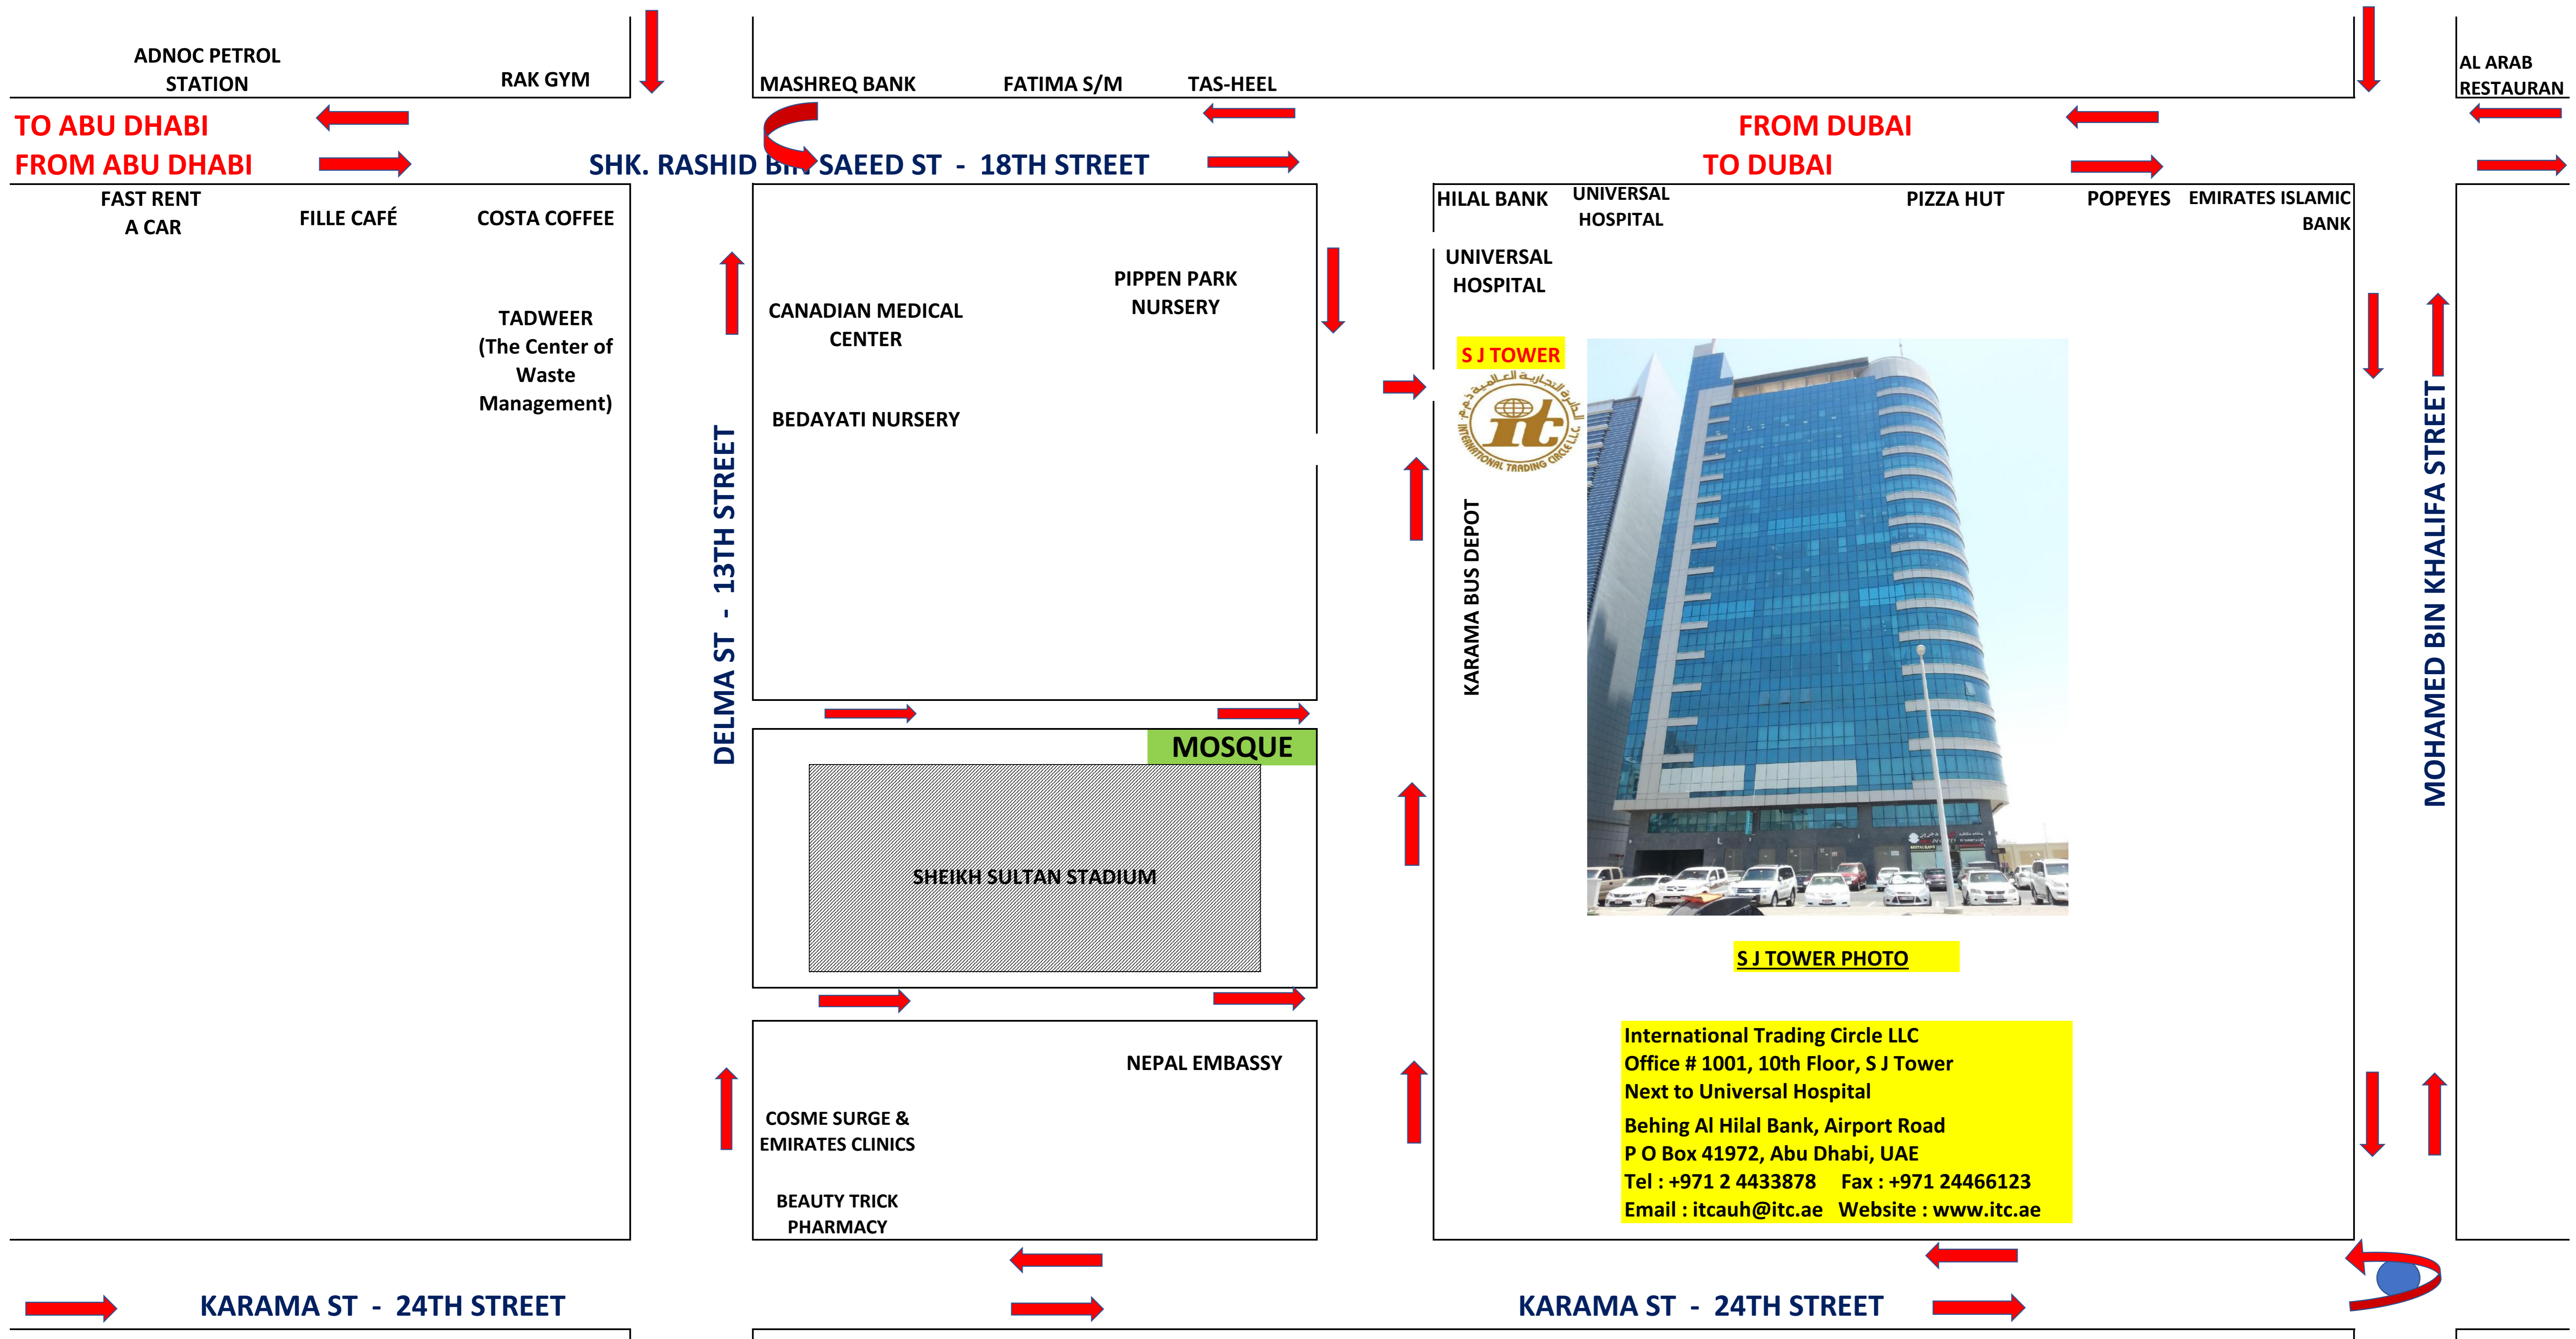 ADNOC PETROL
STATION
RAK GYM
MASHREQ BANK
FATIMA S/M
TAS-HEEL
AL ARAB
RESTAURAN
TO ABU DHABI
FROM DUBAI
FROM ABU DHABI
SHK. RASHID BIN SAEED ST - 18TH STREET
TO DUBAI
FAST RENT
A CAR
FILLE CAFÉ
COSTA COFFEE
HILAL BANK
UNIVERSAL
HOSPITAL
PIZZA HUT
POPEYES
EMIRATES ISLAMIC
BANK
UNIVERSAL
HOSPITAL
TADWEER
(The Center of
Waste
Management)
CANADIAN MEDICAL
CENTER
PIPPEN PARK
NURSERY
S J TOWER
الدائرة التجارية العالمية ذ.م.م
itc
INTERNATIONAL TRADING CIRCLE L.L.C.
BEDAYATI NURSERY
DELMA ST - 13TH STREET
KARAMA BUS DEPOT
MOHAMED BIN KHALIFA STREET
MOSQUE
SHEIKH SULTAN STADIUM
S J TOWER PHOTO
NEPAL EMBASSY
COSME SURGE &
EMIRATES CLINICS
BEAUTY TRICK
PHARMACY
International Trading Circle LLC
Office # 1001, 10th Floor, S J Tower
Next to Universal Hospital
Behing Al Hilal Bank, Airport Road
P O Box 41972, Abu Dhabi, UAE
Tel : +971 2 4433878 Fax : +971 24466123
Email : itcauh@itc.ae Website : www.itc.ae
KARAMA ST - 24TH STREET
KARAMA ST - 24TH STREET